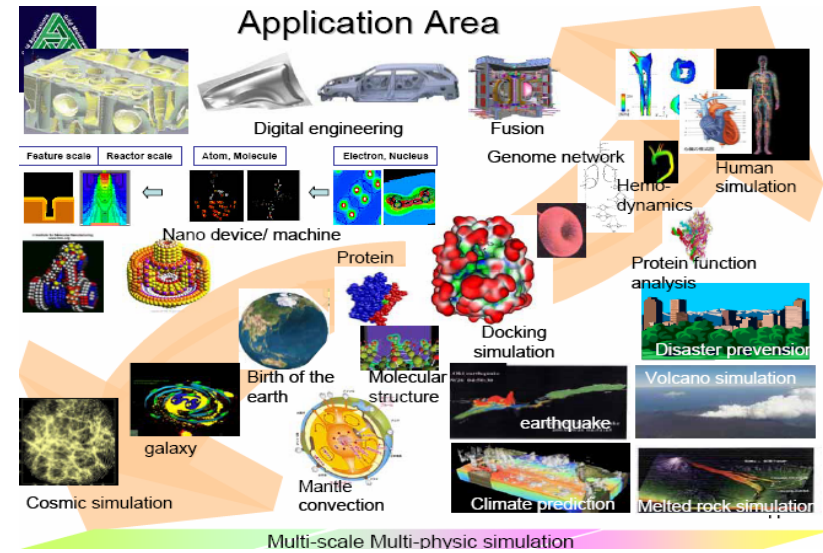 Application Area
Digital engineering
Fusion
Genome network
Human
simulation
Hemo-
dynamics
Feature scale
Reactor scale
Atom, Molecule
Electron, Nucleus
Nano device/ machine
Protein
Protein function
analysis
Docking
simulation
Disaster prevension
Birth of the
earth
Molecular
structure
earthquake
Volcano simulation
galaxy
Cosmic simulation
Mantle
convection
Climate prediction
Melted rock simulation
Multi-scale Multi-physic simulation